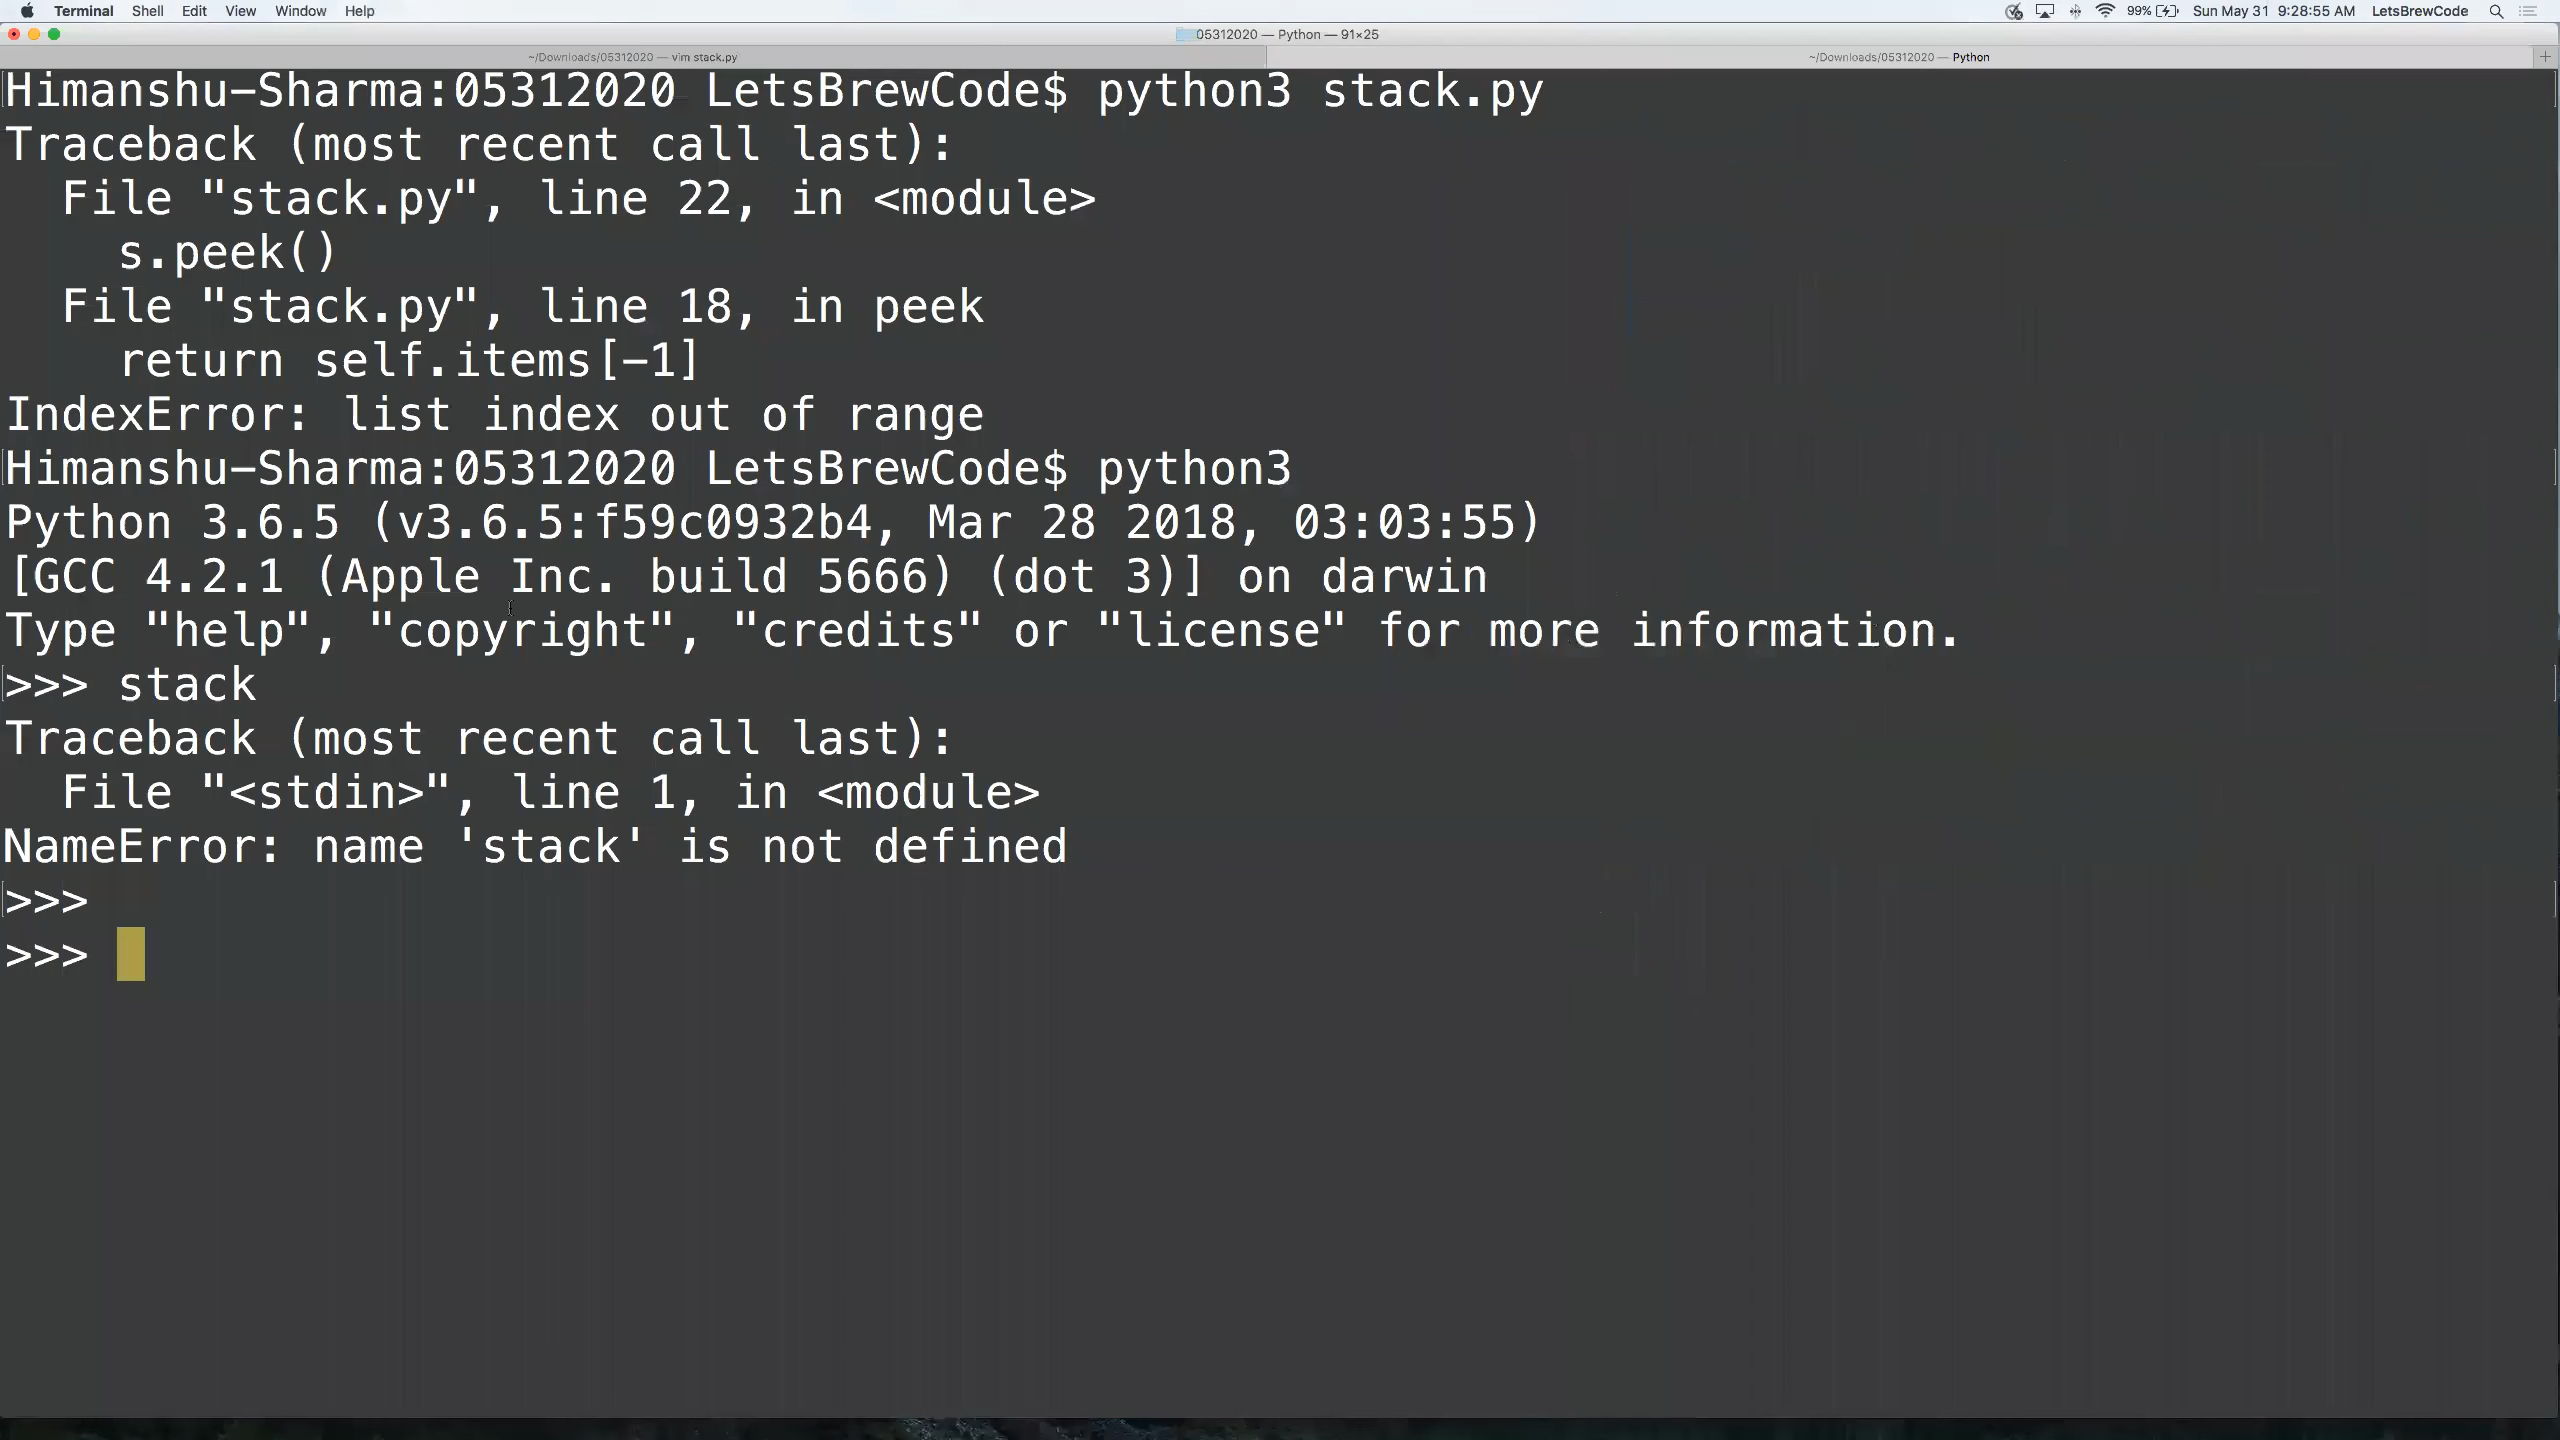 Terminal Shell Edit View Window Help 99% Sun May 31 9:28:55 AM LetsBrewCode
05312020 — Python — 91×25
~/Downloads/05312020 — vim stack.py ~/Downloads/05312020 — Python +
Himanshu-Sharma:05312020 LetsBrewCode$ python3 stack.py
Traceback (most recent call last):
  File "stack.py", line 22, in <module>
    s.peek()
  File "stack.py", line 18, in peek
    return self.items[-1]
IndexError: list index out of range
Himanshu-Sharma:05312020 LetsBrewCode$ python3
Python 3.6.5 (v3.6.5:f59c0932b4, Mar 28 2018, 03:03:55)
[GCC 4.2.1 (Apple Inc. build 5666) (dot 3)] on darwin
Type "help", "copyright", "credits" or "license" for more information.
>>> stack
Traceback (most recent call last):
  File "<stdin>", line 1, in <module>
NameError: name 'stack' is not defined
>>>
>>>